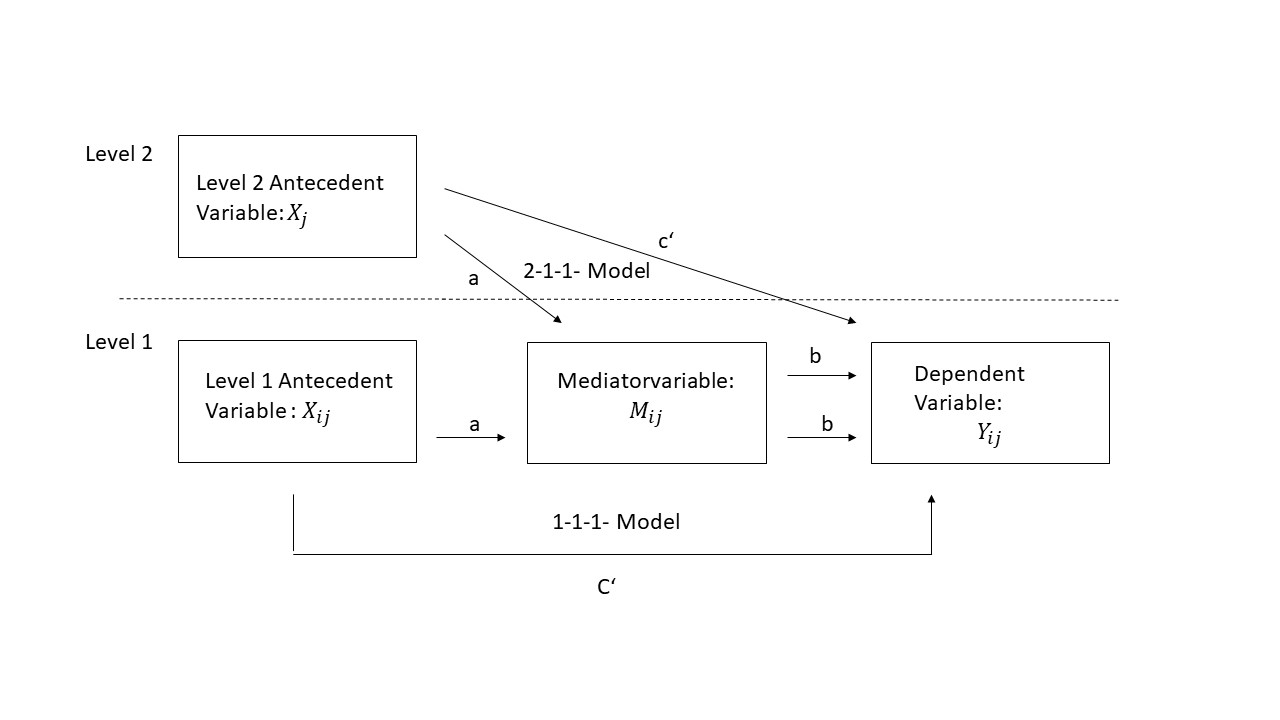 Level 2
Level 2 Antecedent
Variable: Xj
c‘
a
2-1-1- Model
Level 1
Level 1 Antecedent
Variable : Xij
a
Mediatorvariable:
Mij
b
b
Dependent
Variable:
Yij
1-1-1- Model
C‘